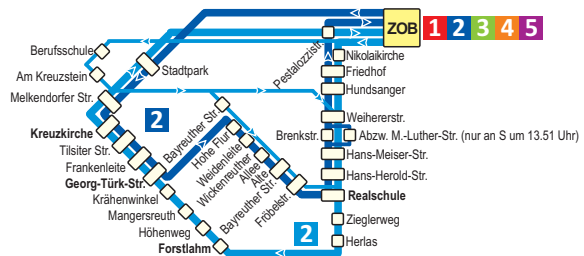 ZOB 1 2 3 4 5
Berufsschule
Am Kreuzstein
Melkendorfer Str.
Stadtpark
Kreuzkirche
Tilsiter Str.
Frankenleite
Georg-Türk-Str.
Krähenwinkel
Mangersreuth
Höhenweg
Forstlahm
2
Bayreuther Str.
Hohe Flur
Weidenleite
Wickenreuther
Allee
Alte
Bayreuther Str.
Fröbelstr.
2
Pestalozzistr.
Nikolaikirche
Friedhof
Hundsanger
Weihererstr.
Brenkstr.
Abzw. M.-Luther-Str. (nur an S um 13.51 Uhr)
Hans-Meiser-Str.
Hans-Herold-Str.
Realschule
Zieglerweg
Herlas